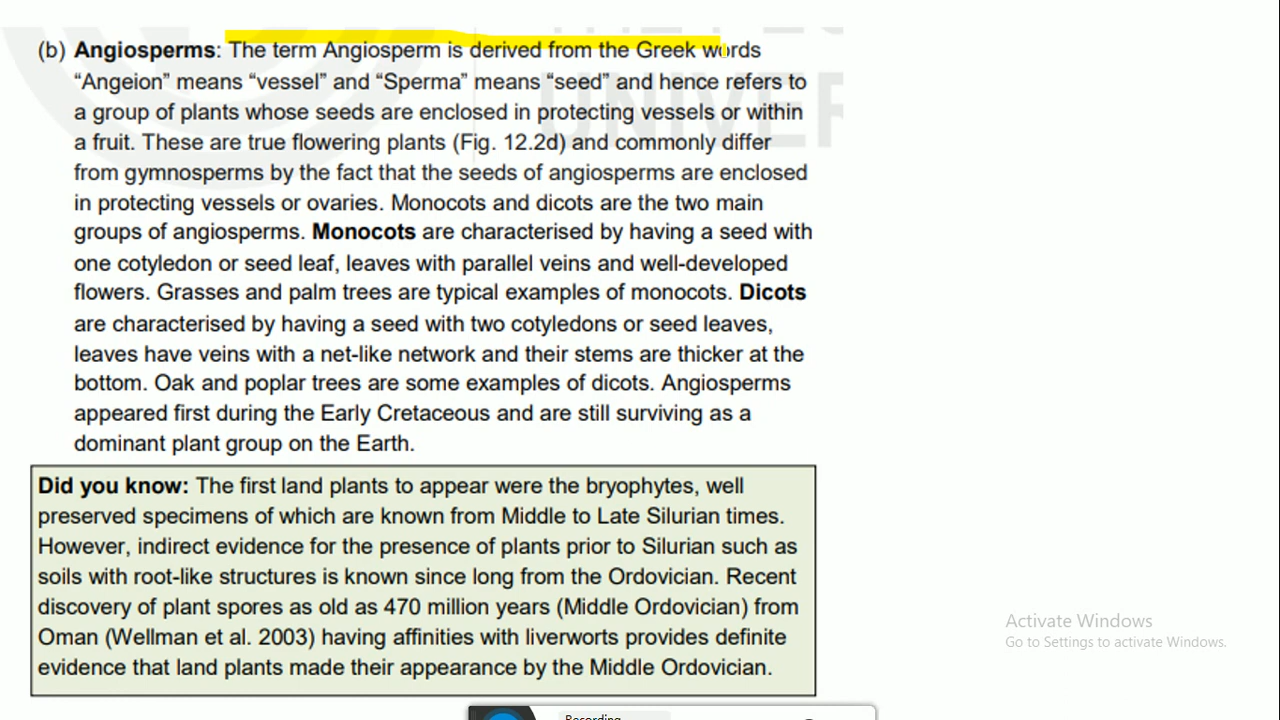 (b) Angiosperms: The term Angiosperm is derived from the Greek words
“Angeion” means “vessel” and “Sperma” means “seed” and hence refers to
a group of plants whose seeds are enclosed in protecting vessels or within
a fruit. These are true flowering plants (Fig. 12.2d) and commonly differ
from gymnosperms by the fact that the seeds of angiosperms are enclosed
in protecting vessels or ovaries. Monocots and dicots are the two main
groups of angiosperms. Monocots are characterised by having a seed with
one cotyledon or seed leaf, leaves with parallel veins and well-developed
flowers. Grasses and palm trees are typical examples of monocots. Dicots
are characterised by having a seed with two cotyledons or seed leaves,
leaves have veins with a net-like network and their stems are thicker at the
bottom. Oak and poplar trees are some examples of dicots. Angiosperms
appeared first during the Early Cretaceous and are still surviving as a
dominant plant group on the Earth.
Did you know: The first land plants to appear were the bryophytes, well
preserved specimens of which are known from Middle to Late Silurian times.
However, indirect evidence for the presence of plants prior to Silurian such as
soils with root-like structures is known since long from the Ordovician. Recent
discovery of plant spores as old as 470 million years (Middle Ordovician) from
Oman (Wellman et al. 2003) having affinities with liverworts provides definite
evidence that land plants made their appearance by the Middle Ordovician.
UNIVER
Activate Windows
Go to Settings to activate Windows.
Recording